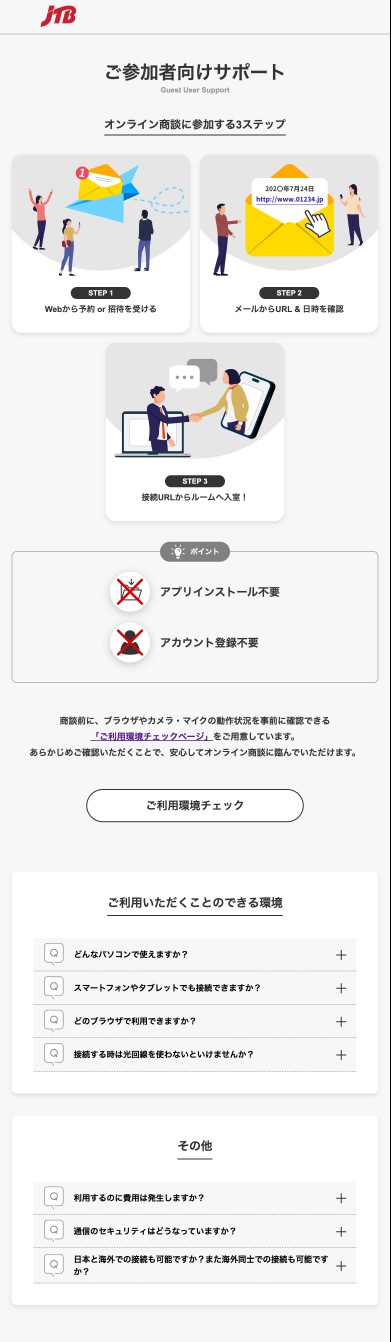 JTB
ご参加者向けサポート
Guest User Support
オンライン商談に参加する3ステップ
1
STEP 1
Webから予約 or 招待を受ける
202〇年7月24日
http://www.01234.jp
STEP 2
メールからURL & 日時を確認
STEP 3
接続URLからルームへ入室！
ポイント
アプリインストール不要
アカウント登録不要
商談前に、ブラウザやカメラ・マイクの動作状況を事前に確認できる
「ご利用環境チェックページ」をご用意しています。
あらかじめご確認いただくことで、安心してオンライン商談に臨んでいただけます。
ご利用環境チェック
ご利用いただくことのできる環境
Q どんなパソコンで使えますか？
Q スマートフォンやタブレットでも接続できますか？
Q どのブラウザで利用できますか？
Q 接続する時は光回線を使わないといけませんか？
その他
Q 利用するのに費用は発生しますか？
Q 通信のセキュリティはどうなっていますか？
Q 日本と海外での接続も可能ですか？また海外同士での接続も可能です
か？